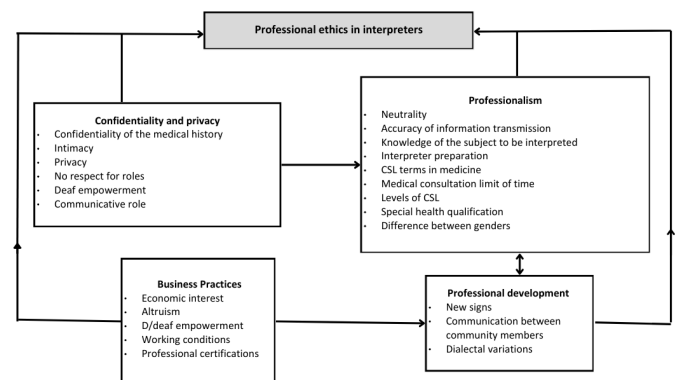 Professional ethics in interpreters
Confidentiality and privacy
· Confidentiality of the medical history
· Intimacy
· Privacy
· No respect for roles
· Deaf empowerment
· Communicative role
Professionalism
· Neutrality
· Accuracy of information transmission
· Knowledge of the subject to be interpreted
· Interpreter preparation
· CSL terms in medicine
· Medical consultation limit of time
· Levels of CSL
· Special health qualification
· Difference between genders
Business Practices
· Economic interest
· Altruism
· D/deaf empowerment
· Working conditions
· Professional certifications
Professional development
· New signs
· Communication between
community members
· Dialectal variations